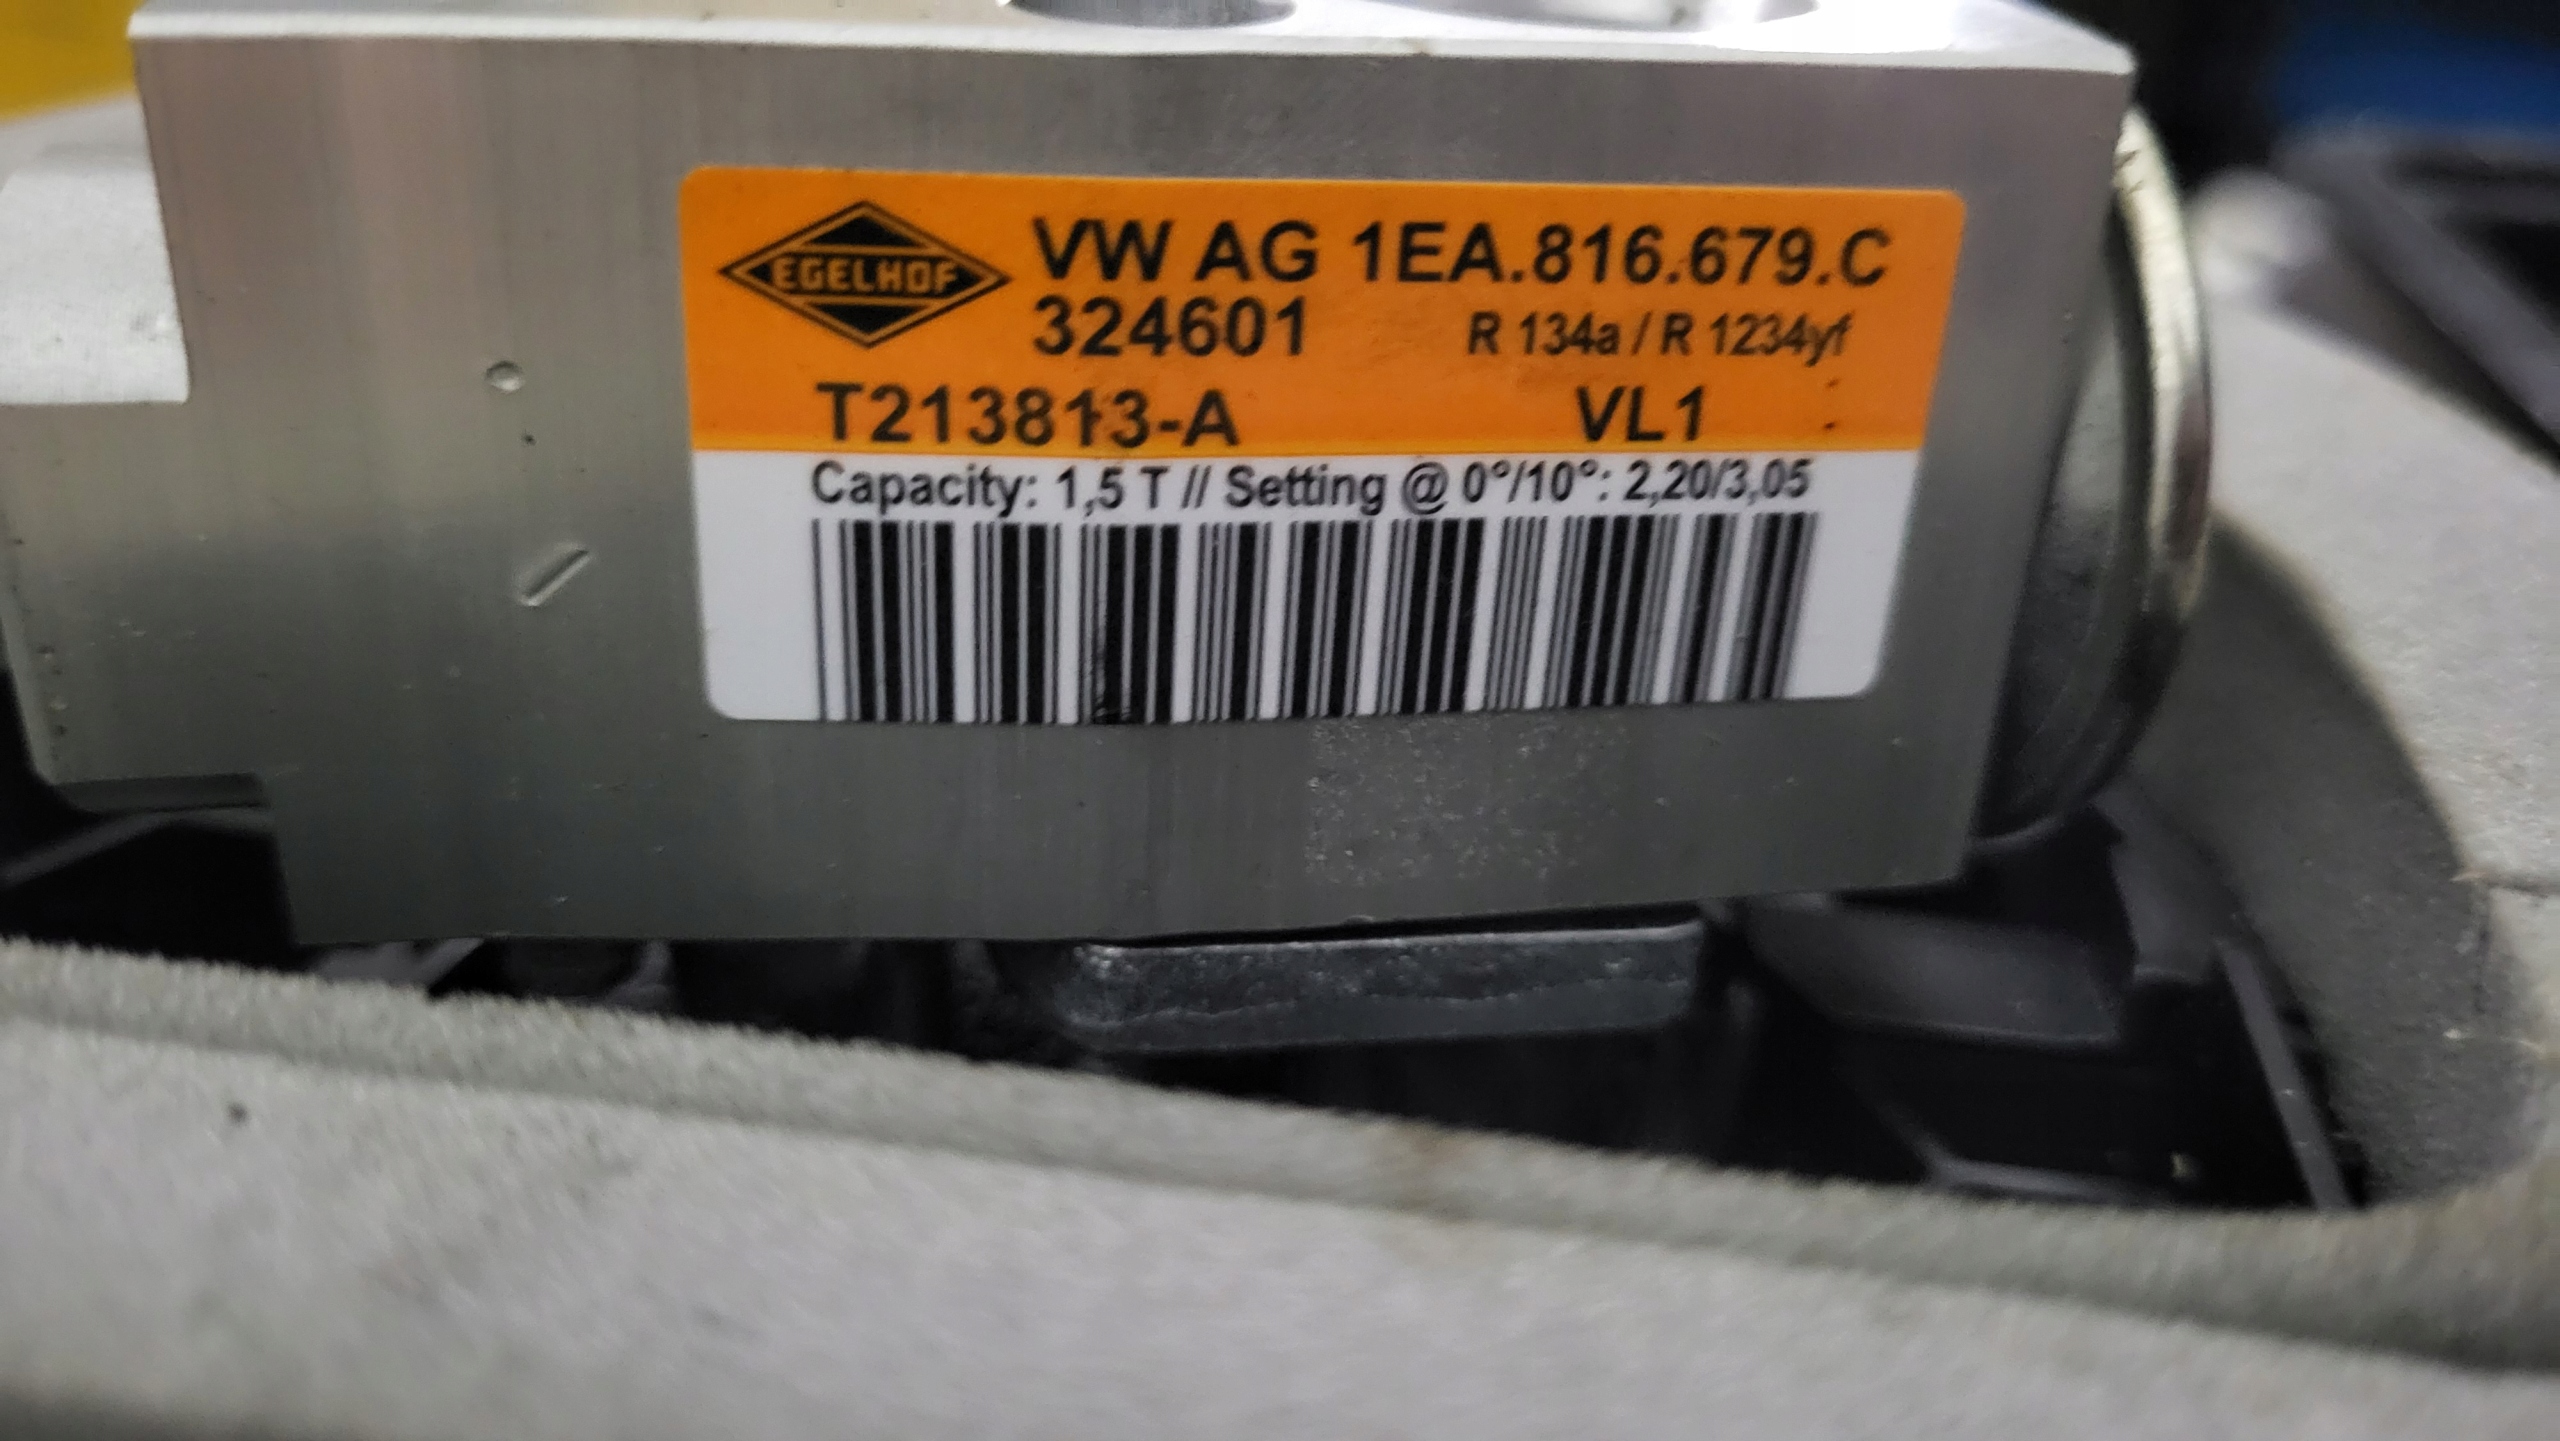 EGELHOF
VW AG 1EA.816.679.C
324601 R 134a / R 1234yf
T213813-A VL1
Capacity: 1,5 T // Setting @ 0°/10°: 2,20/3,05